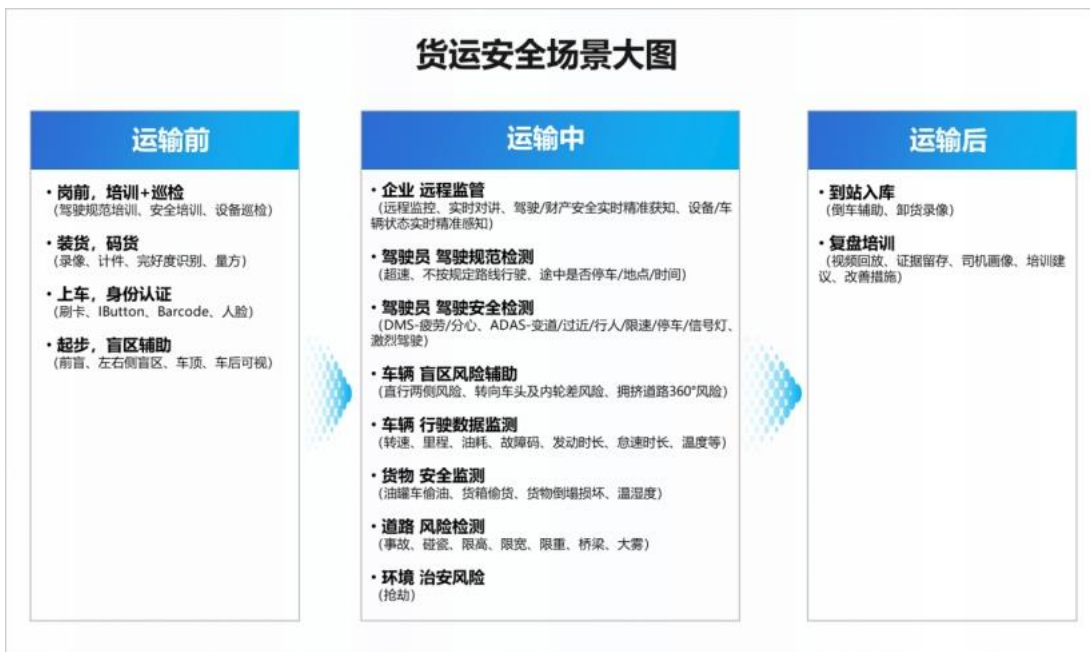 货运安全场景大图
运输前
· 岗前，培训+巡检
（驾驶规范培训、安全培训、设备巡检）
· 装货，码货
（录像、计件、完好度识别、量方）
· 上车，身份认证
（刷卡、IButton、Barcode、人脸）
· 起步，盲区辅助
（前盲、左右侧盲区、车顶、车后可视）
运输中
· 企业 远程监管
（远程监控、实时对讲、驾驶/财产安全实时精准获知、设备/车
辆状态实时精准感知）
· 驾驶员 驾驶规范检测
（超速、不按规定路线行驶、途中是否停车/地点/时间）
· 驾驶员 驾驶安全检测
（DMS-疲劳/分心、ADAS-变道/过近/行人/限速/停车/信号灯、
激烈驾驶）
· 车辆 盲区风险辅助
（直行两侧风险、转向车头及内轮差风险、拥挤道路360°风险）
· 车辆 行驶数据监测
（转速、里程、油耗、故障码、发动时长、怠速时长、温度等）
· 货物 安全监测
（油罐车偷油、货箱偷货、货物倒塌损坏、温湿度）
· 道路 风险检测
（事故、碰瓷、限高、限宽、限重、桥梁、大雾）
· 环境 治安风险
（抢劫）
运输后
· 到站入库
（倒车辅助、卸货录像）
· 复盘培训
（视频回放、证据留存、司机画像、培训建
议、改善措施）